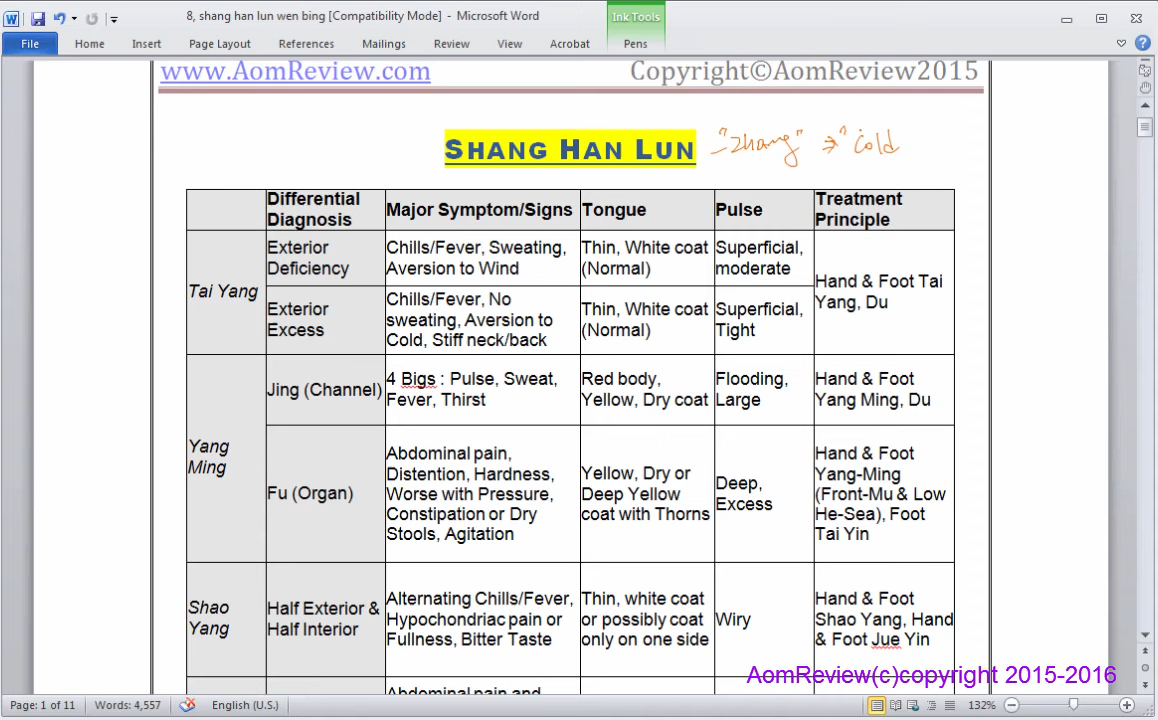 8, shang han lun wen bing [Compatibility Mode] - Microsoft Word
Ink Tools
File Home Insert Page Layout References Mailings Review View Acrobat Pens
www.AomReview.com Copyright©AomReview2015
SHANG HAN LUN "Zhang" ⇒ "Cold
Differential Diagnosis Major Symptom/Signs Tongue Pulse Treatment Principle
Tai Yang
Exterior Deficiency
Chills/Fever, Sweating,
Aversion to Wind
Thin, White coat
(Normal)
Superficial,
moderate
Hand & Foot Tai
Yang, Du
Exterior
Excess
Chills/Fever, No
sweating, Aversion to
Cold, Stiff neck/back
Thin, White coat
(Normal)
Superficial,
Tight
Yang
Ming
Jing (Channel)
4 Bigs : Pulse, Sweat,
Fever, Thirst
Red body,
Yellow, Dry coat
Flooding,
Large
Hand & Foot
Yang Ming, Du
Fu (Organ)
Abdominal pain,
Distention, Hardness,
Worse with Pressure,
Constipation or Dry
Stools, Agitation
Yellow, Dry or
Deep Yellow
coat with Thorns
Deep,
Excess
Hand & Foot
Yang-Ming
(Front-Mu & Low
He-Sea), Foot
Tai Yin
Shao
Yang
Half Exterior &
Half Interior
Alternating Chills/Fever,
Hypochondriac pain or
Fullness, Bitter Taste
Thin, white coat
or possibly coat
only on one side
Wiry
Hand & Foot
Shao Yang, Hand
& Foot Jue Yin
Abdominal pain and
AomReview(c)copyright 2015-2016
Page: 1 of 11 Words: 4,557 English (U.S.) 132%